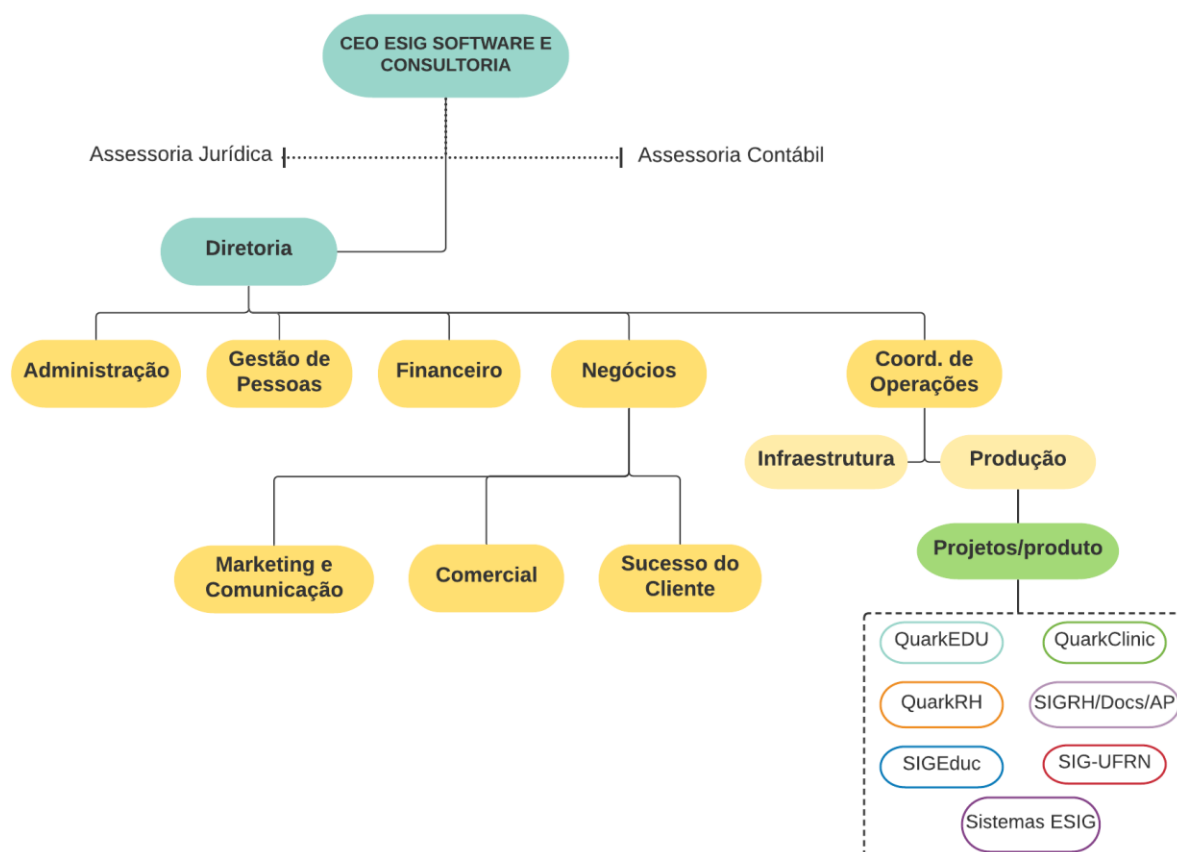 CEO ESIG SOFTWARE E
CONSULTORIA
Assessoria Jurídica
Assessoria Contábil
Diretoria
Administração
Gestão de
Pessoas
Financeiro
Negócios
Coord. de
Operações
Infraestrutura
Produção
Projetos/produto
Marketing e
Comunicação
Comercial
Sucesso do
Cliente
QuarkEDU
QuarkClinic
QuarkRH
SIGRH/Docs/AP
SIGEduc
SIG-UFRN
Sistemas ESIG